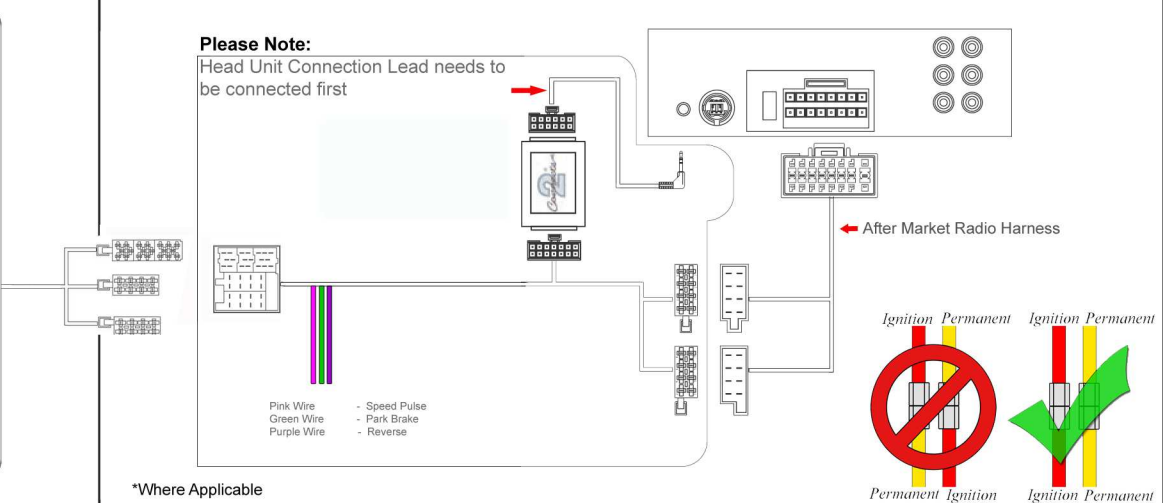 Please Note:
Head Unit Connection Lead needs to
be connected first
2
After Market Radio Harness
Ignition Permanent
Ignition Permanent
Pink Wire - Speed Pulse
Green Wire - Park Brake
Purple Wire - Reverse
*Where Applicable
Permanent Ignition
Ignition Permanent